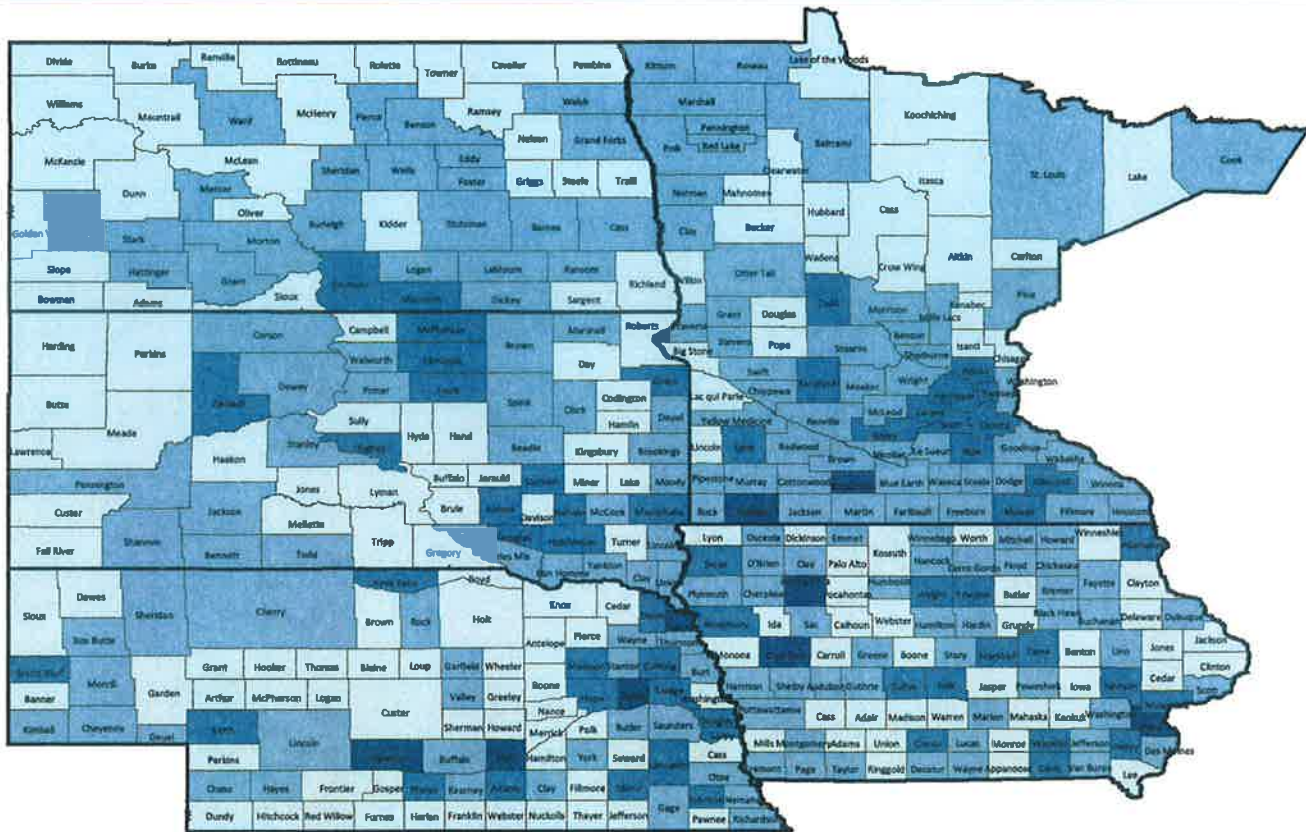 Divide Burke Renville Bottineau Rolette Towner Cavalier Pembina
Williams Mountrail Ward McHenry Pierce Benson Ramsey Walsh
Nelson Grand Forks
McKenzie McLean Sheridan Wells Eddy Foster Griggs Steele Traill
Dunn Mercer Oliver
Golden V Stark Morton Burleigh Kidder Stutsman Barnes Cass
Slope Hettinger Grant Logan LaMoure Ransom Richland
Bowman Adams Sioux Dickey Sargent
Kittson Roseau Lake of the Woods
Marshall Koochiching
Pennington Red Lake Polk Beltrami Clearwater Itasca St. Louis Lake Cook
Norman Mahnomen Hubbard Cass
Clay Becker Wadena Crow Wing Aitkin Carlton
Wilkin Otter Tail Todd Morrison Mille Lacs Kanabec Pine
Traverse Grant Douglas Benton Isanti Chisago
Big Stone Stevens Pope Stearns Sherburne
Swift Kandiyohi Meeker Wright Washington
Lac qui Parle Chippewa McLeod
Yellow Medicine Renville Sibley Scott
Lincoln Lyon Redwood Brown Nicollet Le Sueur Rice Goodhue Wabasha
Pipestone Murray Cottonwood Blue Earth Waseca Steele Dodge Winona
Rock Jackson Martin Faribault Freeborn Mower Fillmore Houston
Harding Perkins Corson Campbell Brown Marshall Roberts
Walworth Day
Butte Dewey Potter Faulk Spink Clark Codington
Meade Sully Hamlin Deuel
Lawrence Haakon Stanley Hughes Hyde Hand Beadle Kingsbury Brookings
Pennington Jones Lyman Buffalo Jerauld Miner Lake Moody
Custer Jackson Mellette Brule Davison McCook
Fall River Shannon Bennett Todd Tripp Gregory Turner Lincoln
Yankton Clay
Sioux Dawes Sheridan Cherry Boyd Knox Cedar
Box Butte Brown Rock Holt Antelope Pierce Wayne
Grant Hooker Thomas Blaine Loup Garfield Wheeler Stanton Burt
Banner Morrill Garden Arthur McPherson Logan Valley Greeley Boone Washington
Custer Nance
Kimball Cheyenne Deuel Lincoln Sherman Howard Merrick Polk Butler Saunders
Perkins Buffalo Hamilton York Seward Cass
Otoe
Chase Hayes Frontier Gosper Kearney Clay Fillmore Gage
Dundy Hitchcock Red Willow Furnas Harlan Franklin Webster Nuckolls Thayer Jefferson Pawnee Richardson
Lyon Osceola Dickinson Emmet Kossuth Winnebago Worth Mitchell Howard Winneshiek
O'Brien Clay Palo Alto Hancock Cerro Gordo Floyd Chickasaw
Plymouth Cherokee Pocahontas Humboldt Butler Bremer Fayette Clayton
Ida Sac Calhoun Webster Hamilton Hardin Grundy Black Hawk Buchanan Delaware Dubuque
Monona Carroll Greene Boone Story Benton Linn Jones Jackson
Harrison Shelby Audubon Guthrie Jasper Poweshiek Iowa Cedar Clinton
Scott
Pottawattamie Cass Adair Madison Warren Marion Mahaska Keokuk Washington
Mills Montgomery Adams Union Lucas Monroe Jefferson Des Moines
Page Taylor Ringgold Decatur Wayne Appanoose Davis Van Buren Lee